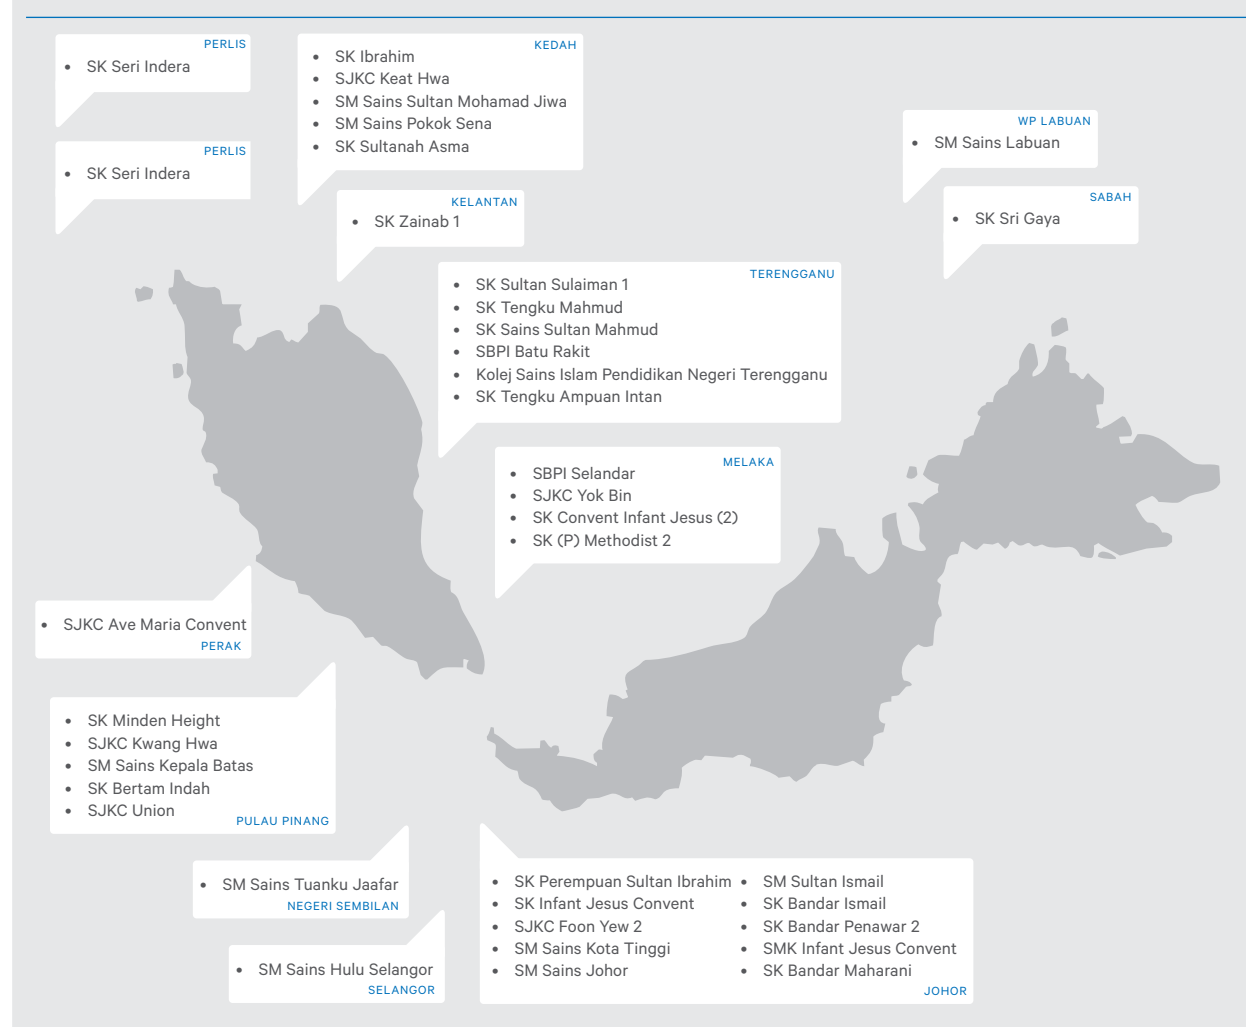 PERLIS
• SK Seri Indera
PERLIS
• SK Seri Indera
KEDAH
• SK Ibrahim
• SJKC Keat Hwa
• SM Sains Sultan Mohamad Jiwa
• SM Sains Pokok Sena
• SK Sultanah Asma
KELANTAN
• SK Zainab 1
WP LABUAN
• SM Sains Labuan
SABAH
• SK Sri Gaya
TERENGGANU
• SK Sultan Sulaiman 1
• SK Tengku Mahmud
• SK Sains Sultan Mahmud
• SBPI Batu Rakit
• Kolej Sains Islam Pendidikan Negeri Terengganu
• SK Tengku Ampuan Intan
MELAKA
• SBPI Selandar
• SJKC Yok Bin
• SK Convent Infant Jesus (2)
• SK (P) Methodist 2
• SJKC Ave Maria Convent
PERAK
• SK Minden Height
• SJKC Kwang Hwa
• SM Sains Kepala Batas
• SK Bertam Indah
• SJKC Union
PULAU PINANG
• SM Sains Tuanku Jaafar
NEGERI SEMBILAN
• SM Sains Hulu Selangor
SELANGOR
• SK Perempuan Sultan Ibrahim
• SK Infant Jesus Convent
• SJKC Foon Yew 2
• SM Sains Kota Tinggi
• SM Sains Johor
• SM Sultan Ismail
• SK Bandar Ismail
• SK Bandar Penawar 2
• SMK Infant Jesus Convent
• SK Bandar Maharani
JOHOR